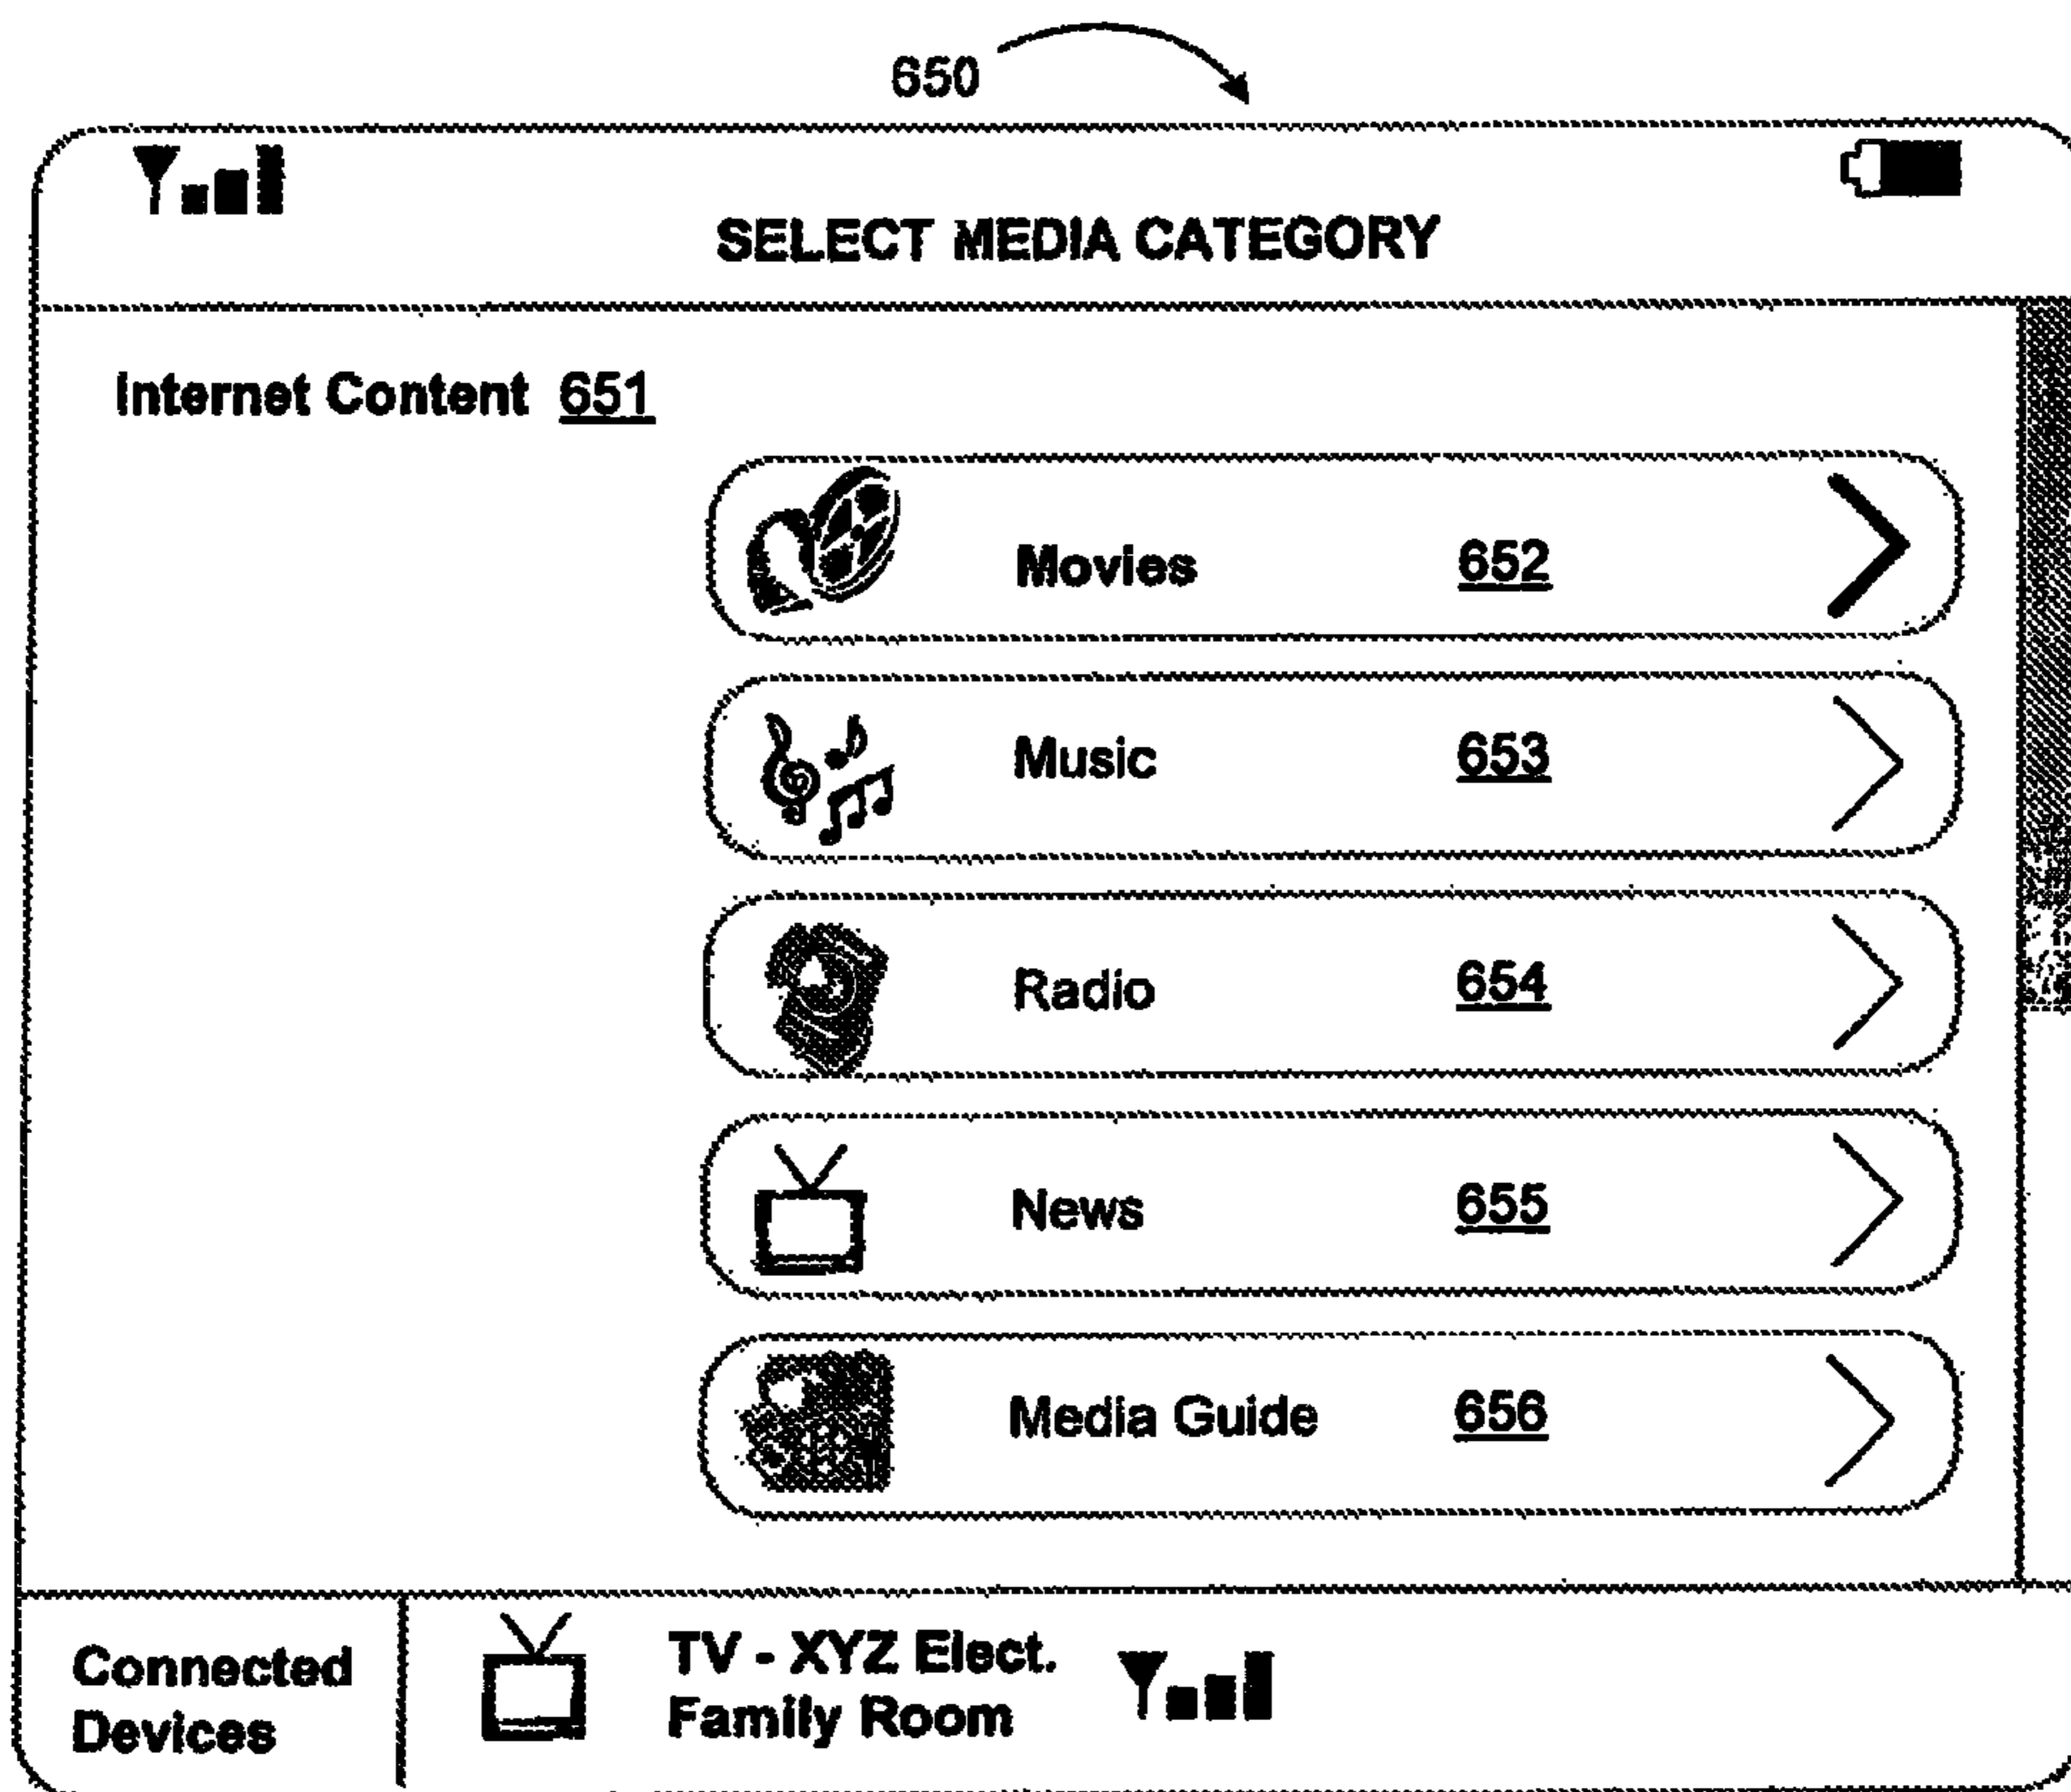 650
SELECT MEDIA CATEGORY
Internet Content 651
Movies 652
Music 653
Radio 654
News 655
Media Guide 656
Connected
Devices
TV - XYZ Elect.
Family Room